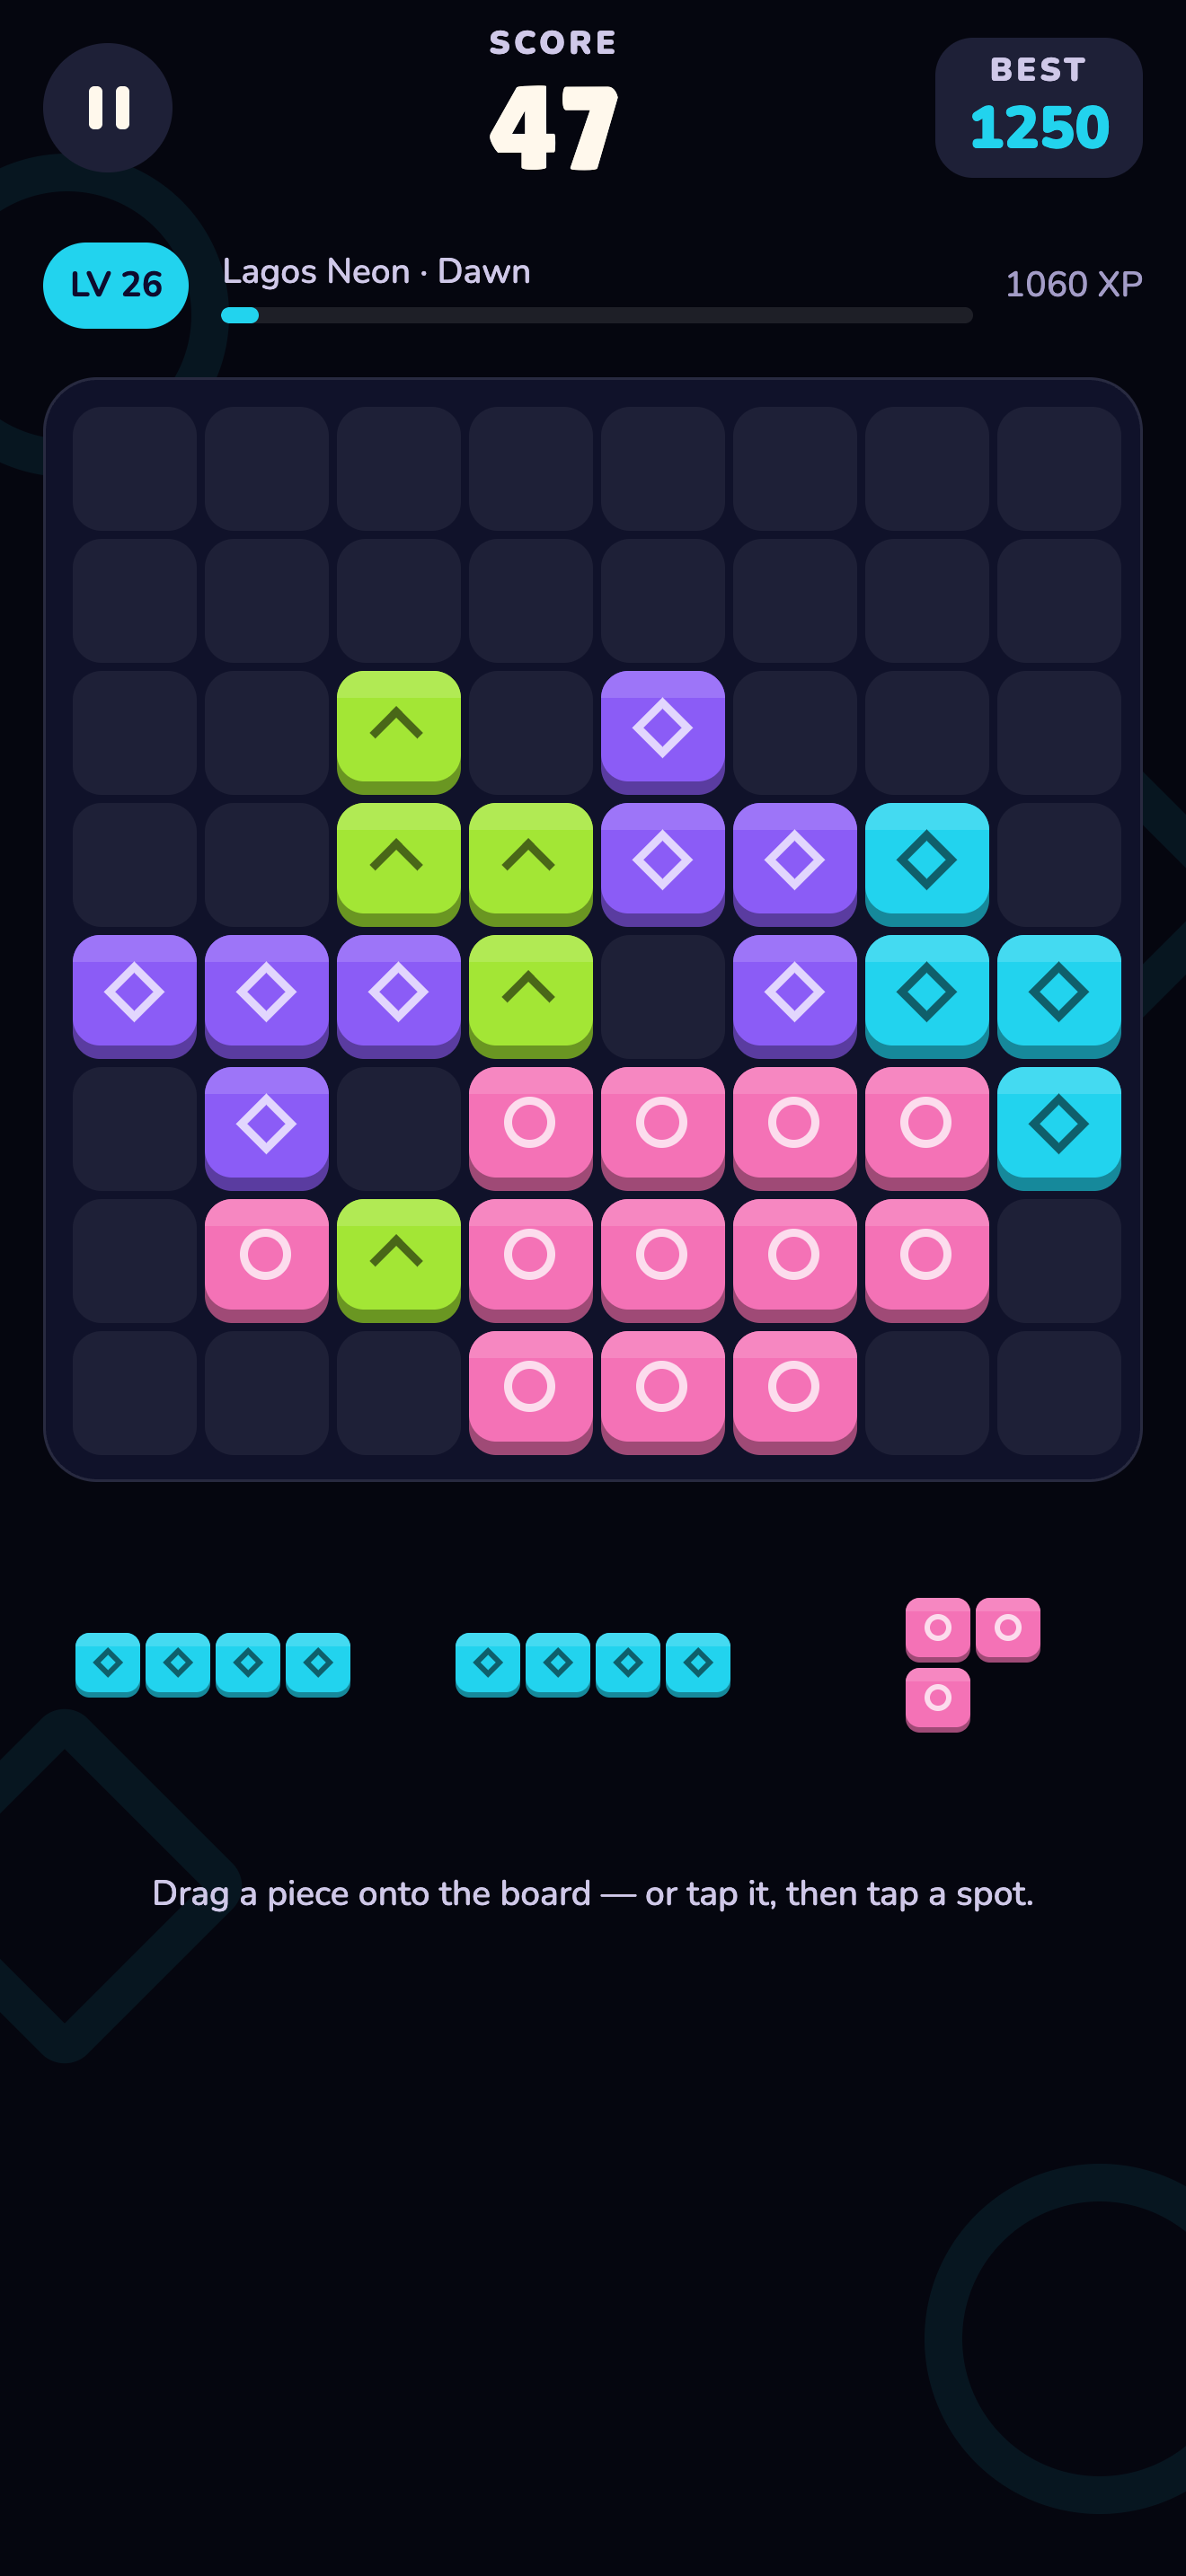 SCORE
47
BEST
1250
LV 26
Lagos Neon · Dawn
1060 XP
Drag a piece onto the board — or tap it, then tap a spot.